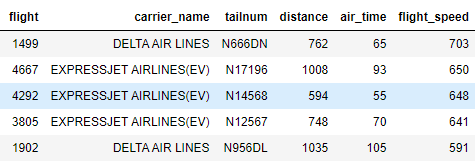 flight carrier_name tailnum distance air_time flight_speed
1499 DELTA AIR LINES N666DN 762 65 703
4667 EXPRESSJET AIRLINES(EV) N17196 1008 93 650
4292 EXPRESSJET AIRLINES(EV) N14568 594 55 648
3805 EXPRESSJET AIRLINES(EV) N12567 748 70 641
1902 DELTA AIR LINES N956DL 1035 105 591